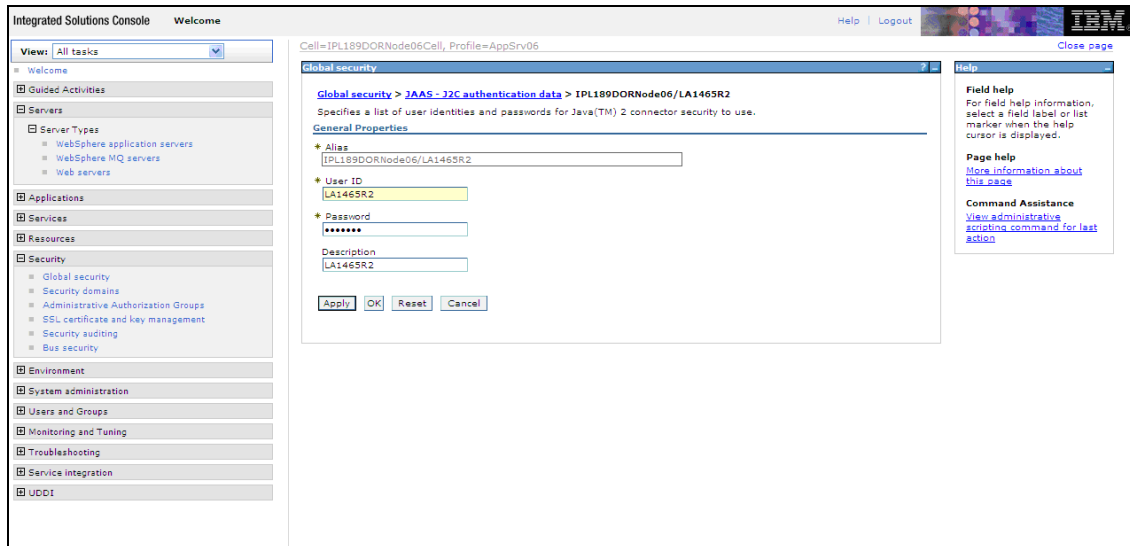 Integrated Solutions Console Welcome
Help | Logout
IBM.
View: All tasks
Welcome
Guided Activities
Servers
Server Types
WebSphere application servers
WebSphere MQ servers
Web servers
Applications
Services
Resources
Security
Global security
Security domains
Administrative Authorization Groups
SSL certificate and key management
Security auditing
Bus security
Environment
System administration
Users and Groups
Monitoring and Tuning
Troubleshooting
Service integration
UDDI
Cell=IPL189DORNode06Cell, Profile=AppSrv06
Close page
Global security ? –
Global security > JAAS - J2C authentication data > IPL189DORNode06/LA1465R2
Specifies a list of user identities and passwords for Java(TM) 2 connector security to use.
General Properties
* Alias
IPL189DORNode06/LA1465R2
* User ID
LA1465R2
* Password
•••••••
Description
LA1465R2
Apply OK Reset Cancel
Help –
Field help
For field help information,
select a field label or list
marker when the help
cursor is displayed.
Page help
More information about
this page
Command Assistance
View administrative
scripting command for last
action